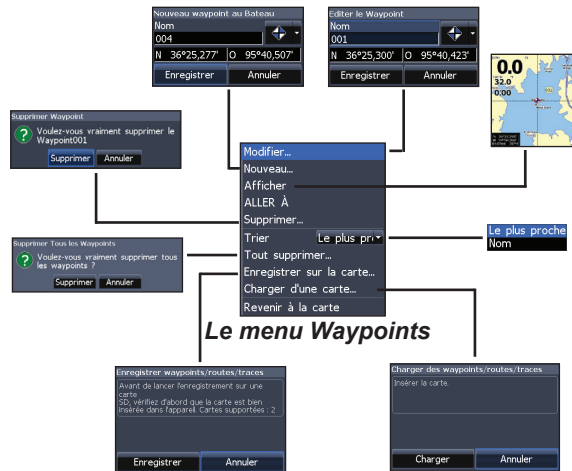 Nouveau waypoint au Bateau
Nom
004
N 36°25,277' O 95°40,507'
Enregistrer Annuler
Editer le Waypoint
Nom
001
N 36°25,300' O 95°40,423'
Enregistrer Annuler
0.0
32.0
0.00
Supprimer Waypoint
Voulez-vous vraiment supprimer le
Waypoint001
Supprimer Annuler
Modifier...
Nouveau...
Afficher
ALLER À
Supprimer...
Trier Le plus pro
Tout supprimer...
Enregistrer sur la carte...
Charger d'une carte...
Revenir à la carte
Le plus proche
Nom
Supprimer Tous les Waypoints
Voulez-vous vraiment supprimer tous
les waypoints ?
Supprimer Annuler
Le menu Waypoints
Enregistrer waypoints/routes/traces
Avant de lancer l'enregistrement sur une
carte
SD, vérifiez d'abord que la carte est bien
insérée dans l'appareil. Cartes supportées : 2
Enregistrer Annuler
Charger des waypoints/routes/traces
Insérer la carte.
Charger Annuler